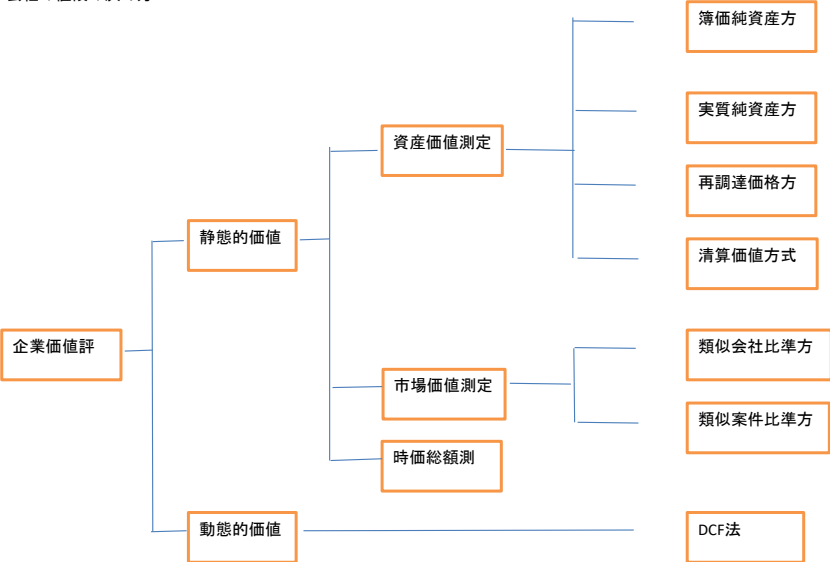 簿価純資産方
実質純資産方
資産価値測定
再調達価格方
静態的価値
清算価値方式
企業価値評
類似会社比準方
市場価値測定
類似案件比準方
時価総額測
動態的価値
DCF法